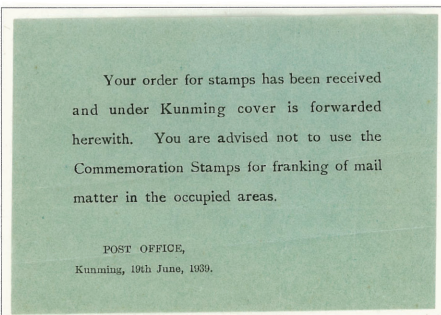 Your order for stamps has been received
and under Kunming cover is forwarded
herewith. You are advised not to use the
Commemoration Stamps for franking of mail
matter in the occupied areas.
POST OFFICE,
Kunming, 19th June, 1939.